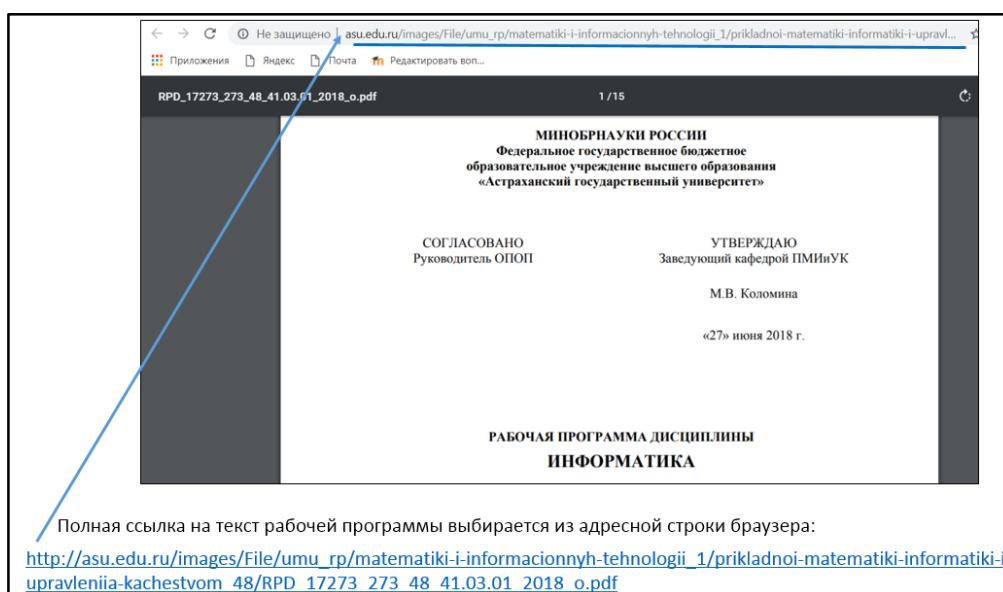 Не защищено | asu.edu.ru/images/File/umu_rp/matematiki-i-informacionnyh-tehnologii_1/prikladnoi-matematiki-informatiki-i-upravl...
Приложения Яндекс Почта Редактировать воп...
RPD_17273_273_48_41.03.01_2018_o.pdf 1 / 15
МИНОБРНАУКИ РОССИИ
Федеральное государственное бюджетное
образовательное учреждение высшего образования
«Астраханский государственный университет»
СОГЛАСОВАНО УТВЕРЖДАЮ
Руководитель ОПОП Заведующий кафедрой ПМИиУК
М.В. Коломина
«27» июня 2018 г.
РАБОЧАЯ ПРОГРАММА ДИСЦИПЛИНЫ
ИНФОРМАТИКА
Полная ссылка на текст рабочей программы выбирается из адресной строки браузера:
http://asu.edu.ru/images/File/umu_rp/matematiki-i-informacionnyh-tehnologii_1/prikladnoi-matematiki-informatiki-i
upravleniia-kachestvom_48/RPD_17273_273_48_41.03.01_2018_o.pdf